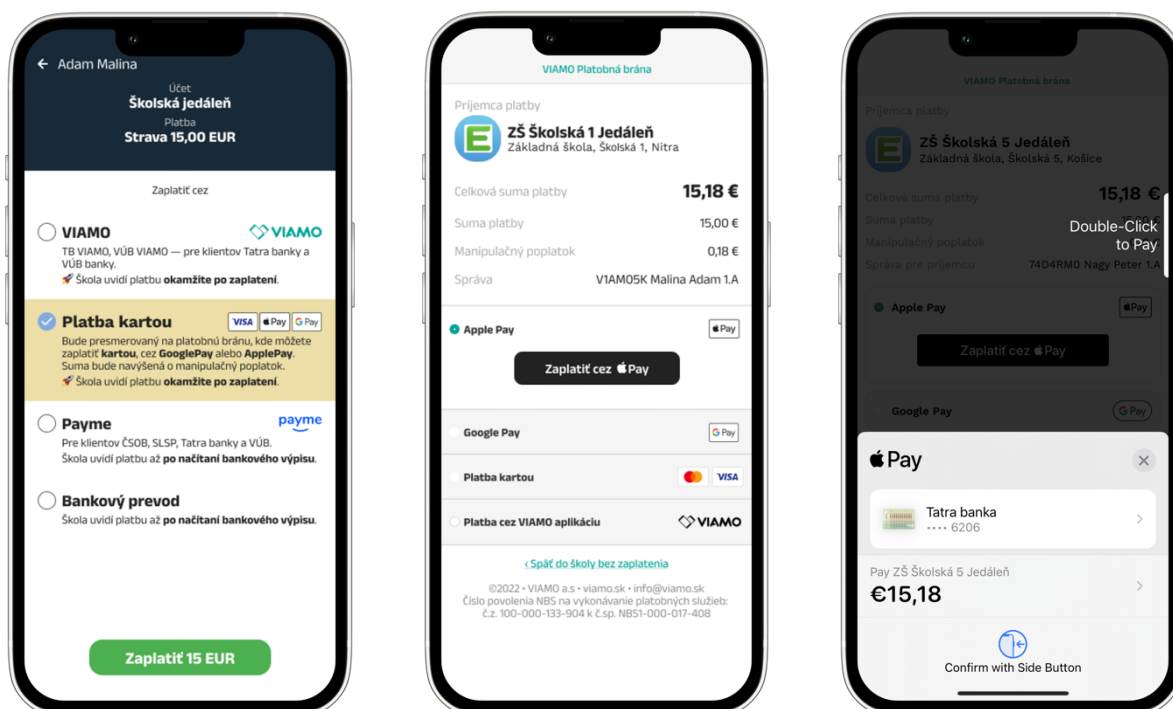 Adam Malina
Účet
Školská jedáleň
Platba
Strava 15,00 EUR
Zaplatiť cez
VIAMO
VIAMO
TB VIAMO, VÚB VIAMO — pre klientov Tatra banky a
VÚB banky.
🚀 Škola uvidí platbu okamžite po zaplatení.
Platba kartou
VISA
Pay
G Pay
Bude presmerovaný na platobnú bránu, kde môžete
zaplatiť kartou, cez GooglePay alebo ApplePay.
Suma bude navýšená o manipulačný poplatok.
🚀 Škola uvidí platbu okamžite po zaplatení.
Payme
payme
Pre klientov ČSOB, SLSP, Tatra banky a VÚB.
Škola uvidí platbu až po načítaní bankového výpisu.
Bankový prevod
Škola uvidí platbu až po načítaní bankového výpisu.
Zaplatiť 15 EUR
VIAMO Platobná brána
Príjemca platby
E
ZŠ Školská 1 Jedáleň
Základná škola, Školská 1, Nitra
Celková suma platby 15,18 €
Suma platby 15,00 €
Manipulačný poplatok 0,18 €
Správa V1AM05K Malina Adam 1.A
Apple Pay
Pay
Zaplatiť cez Pay
Google Pay
G Pay
Platba kartou
VISA
Platba cez VIAMO aplikáciu
VIAMO
‹ Späť do školy bez zaplatenia
©2022 • VIAMO a.s • viamo.sk • info@viamo.sk
Číslo povolenia NBS na vykonávanie platobných služieb:
č.z. 100-000-133-904 k č.sp. NBS1-000-017-408
VIAMO Platobná brána
Príjemca platby
E
ZŠ Školská 5 Jedáleň
Základná škola, Školská 5, Košice
Celková suma platby 15,18 €
Suma platby
Double-Click
to Pay
Manipulačný poplatok
Správa pre príjemcu 74D4RM0 Nagy Peter 1.A
Apple Pay
Pay
Zaplatiť cez Pay
Google Pay
G Pay
Pay
Tatra banka
•••• 6206
Pay ZŠ Školská 5 Jedáleň
€15,18
Confirm with Side Button